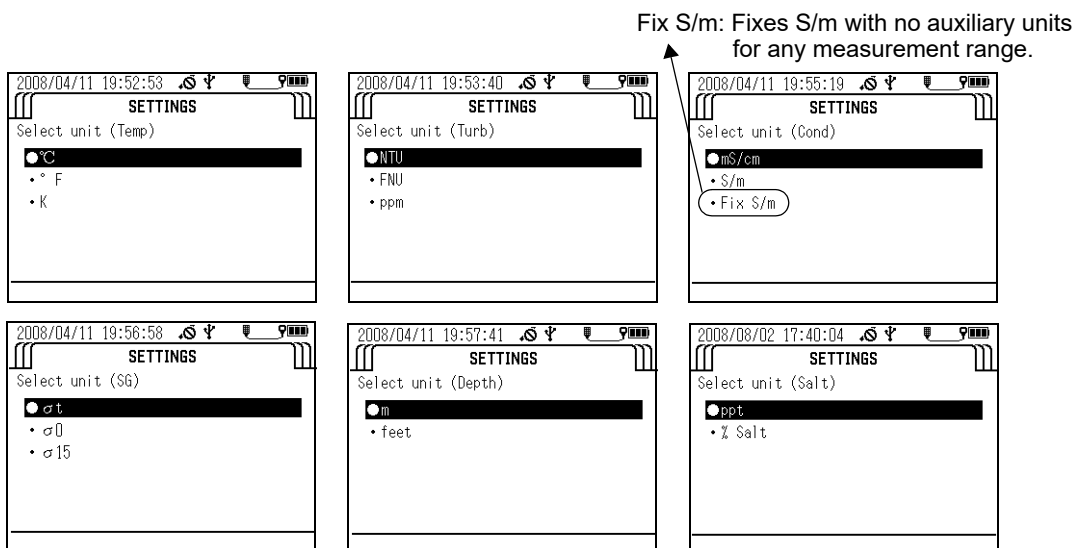 Fix S/m: Fixes S/m with no auxiliary units
for any measurement range.
2008/04/11 19:52:53
SETTINGS
Select unit (Temp)
●℃
・° F
・K
2008/04/11 19:53:40
SETTINGS
Select unit (Turb)
●NTU
・FNU
・ppm
2008/04/11 19:55:19
SETTINGS
Select unit (Cond)
●mS/cm
・S/m
・Fix S/m
2008/04/11 19:56:58
SETTINGS
Select unit (SG)
●σt
・σ0
・σ15
2008/04/11 19:57:41
SETTINGS
Select unit (Depth)
●m
・feet
2008/08/02 17:40:04
SETTINGS
Select unit (Salt)
●ppt
・% Salt